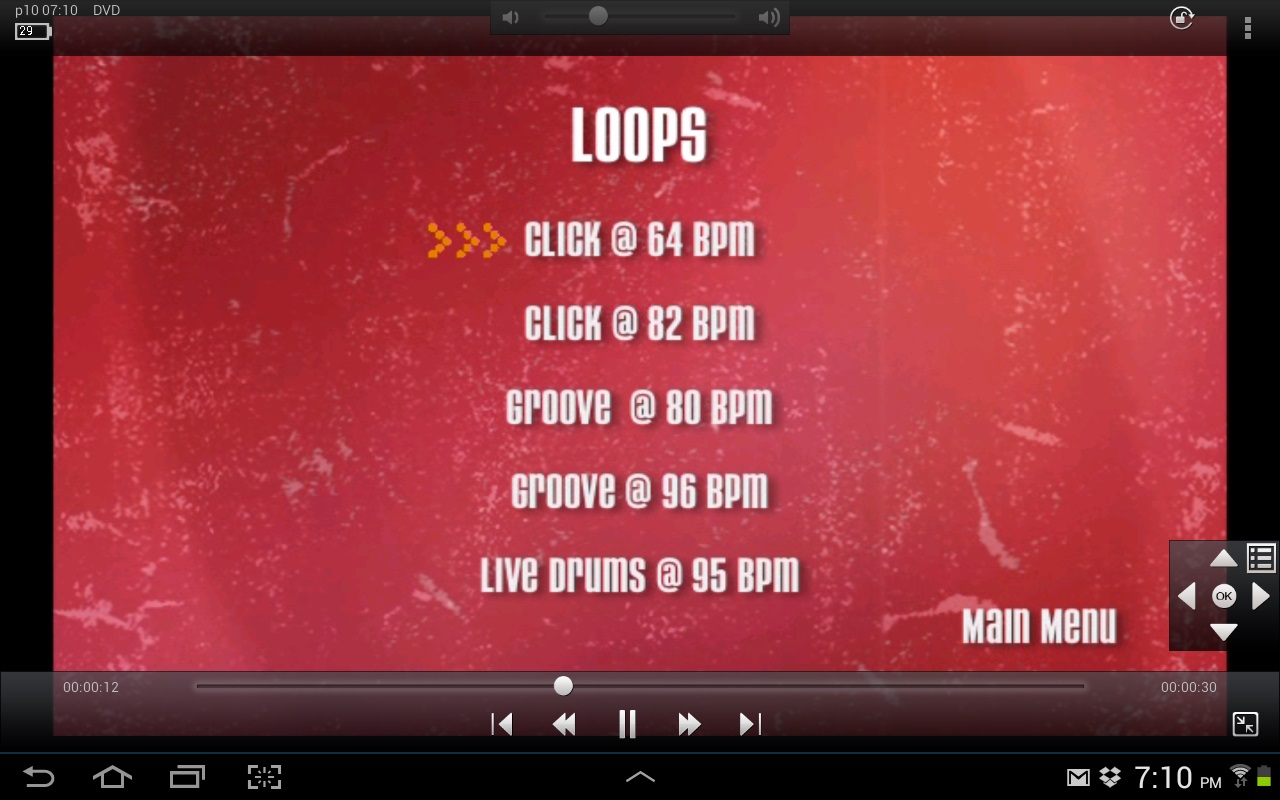 p10 07:10 DVD
29
LOOPS
CLICK @ 64 BPM
CLICK @ 82 BPM
Groove @ 80 BPM
Groove @ 96 BPM
Live Drums @ 95 BPM
Main Menu
OK
00:00:12
00:00:30
7:10 PM